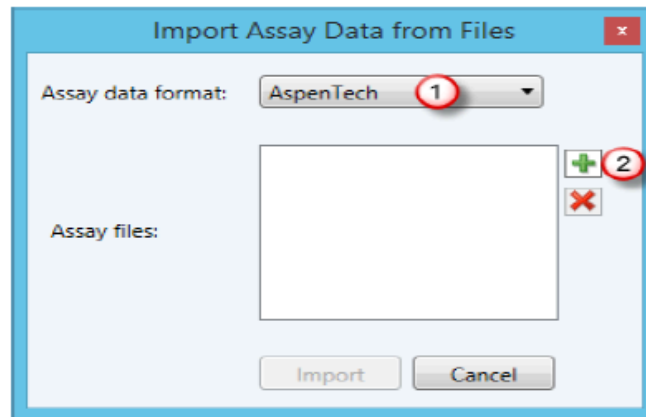 Import Assay Data from Files
Assay data format: AspenTech 1
2
Assay files:
Import Cancel